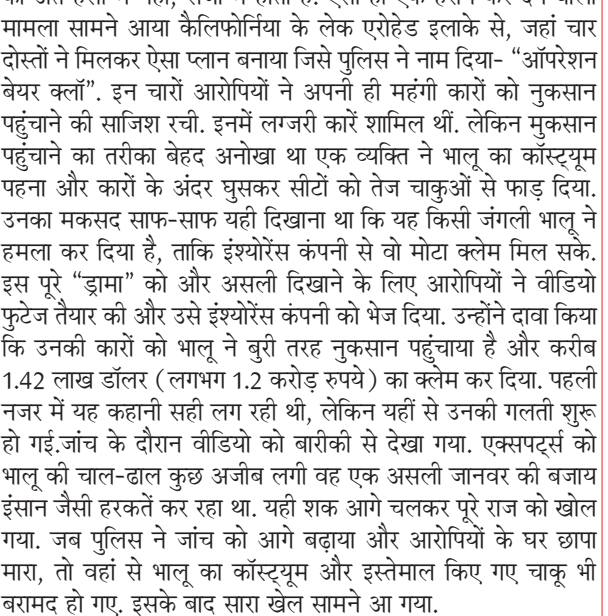 मामला सामने आया कैलिफोर्निया के लेक एरोहेड इलाके से, जहां चार
दोस्तों ने मिलकर ऐसा प्लान बनाया जिसे पुलिस ने नाम दिया- “ऑपरेशन
बेयर क्लॉ”. इन चारों आरोपियों ने अपनी ही महंगी कारों को नुकसान
पहुंचाने की साजिश रची. इनमें लग्जरी कारें शामिल थीं. लेकिन मुकसान
पहुंचाने का तरीका बेहद अनोखा था एक व्यक्ति ने भालू का कॉस्ट्यूम
पहना और कारों के अंदर घुसकर सीटों को तेज चाकुओं से फाड़ दिया.
उनका मकसद साफ-साफ यही दिखाना था कि यह किसी जंगली भालू ने
हमला कर दिया है, ताकि इंश्योरेंस कंपनी से वो मोटा क्लेम मिल सके.
इस पूरे “ड्रामा” को और असली दिखाने के लिए आरोपियों ने वीडियो
फुटेज तैयार की और उसे इंश्योरेंस कंपनी को भेज दिया. उन्होंने दावा किया
कि उनकी कारों को भालू ने बुरी तरह नुकसान पहुंचाया है और करीब
1.42 लाख डॉलर (लगभग 1.2 करोड़ रुपये) का क्लेम कर दिया. पहली
नजर में यह कहानी सही लग रही थी, लेकिन यहीं से उनकी गलती शुरू
हो गई.जांच के दौरान वीडियो को बारीकी से देखा गया. एक्सपर्ट्स को
भालू की चाल-ढाल कुछ अजीब लगी वह एक असली जानवर की बजाय
इंसान जैसी हरकतें कर रहा था. यही शक आगे चलकर पूरे राज को खोल
गया. जब पुलिस ने जांच को आगे बढ़ाया और आरोपियों के घर छापा
मारा, तो वहां से भालू का कॉस्ट्यूम और इस्तेमाल किए गए चाकू भी
बरामद हो गए. इसके बाद सारा खेल सामने आ गया.